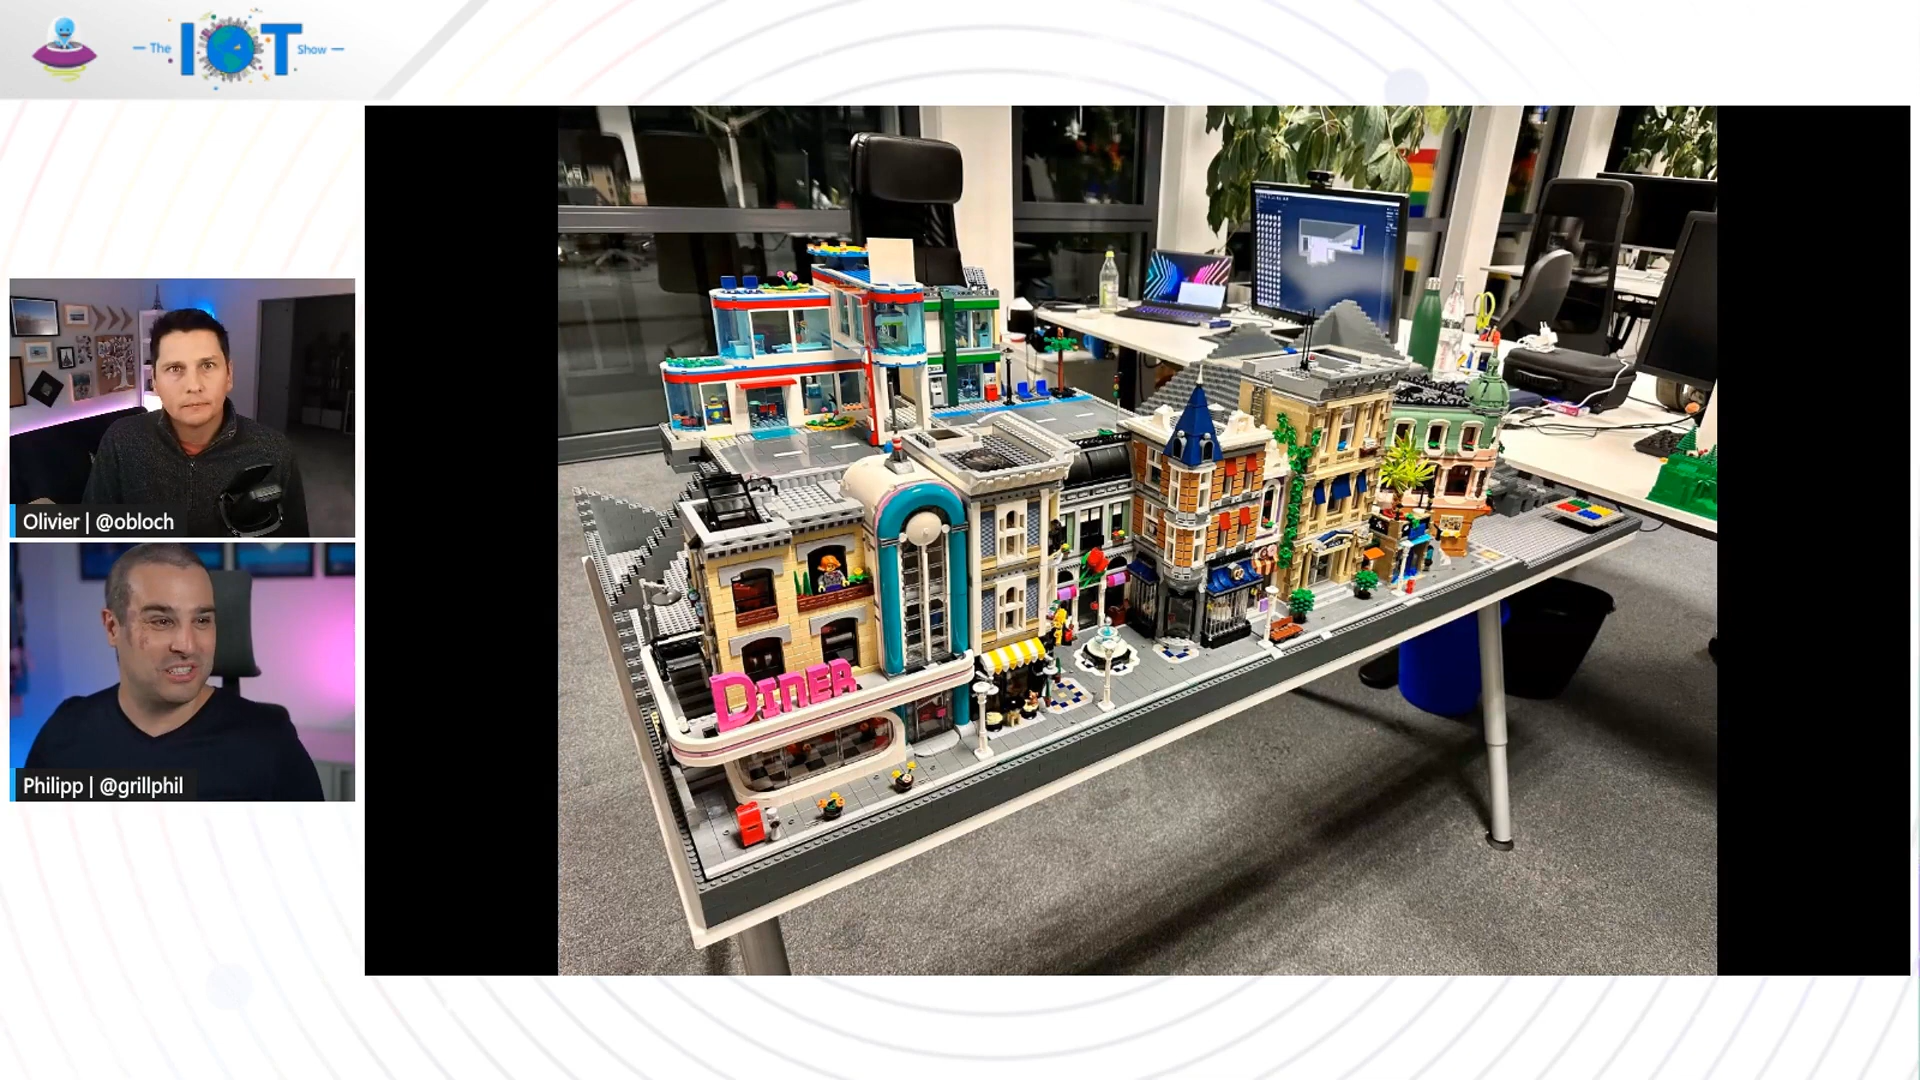 The IOT Show
Olivier | @obloch
Philipp | @grillphil
DINER